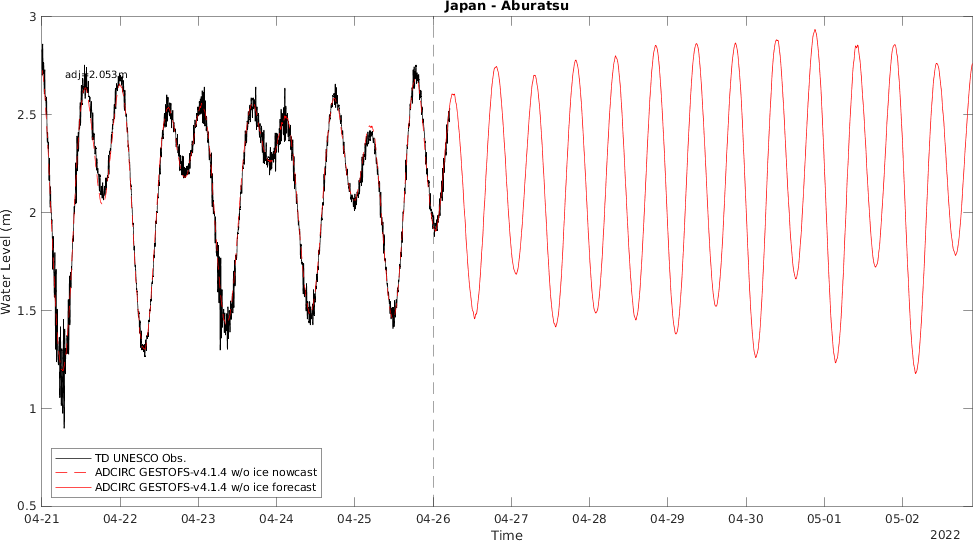 Japan - Aburatsu
3
adj=2.053m
2.5
2
1.5
1
0.5
Water Level (m)
TD UNESCO Obs.
ADCIRC GESTOFS-v4.1.4 w/o ice nowcast
ADCIRC GESTOFS-v4.1.4 w/o ice forecast
04-21 04-22 04-23 04-24 04-25 04-26 04-27 04-28 04-29 04-30 05-01 05-02
Time
2022